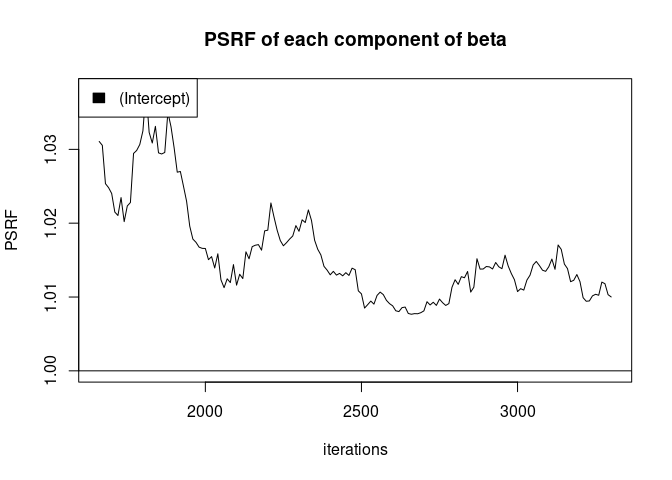 PSRF of each component of beta
(Intercept)
PSRF
1.03
1.02
1.01
1.00
2000 2500 3000
iterations